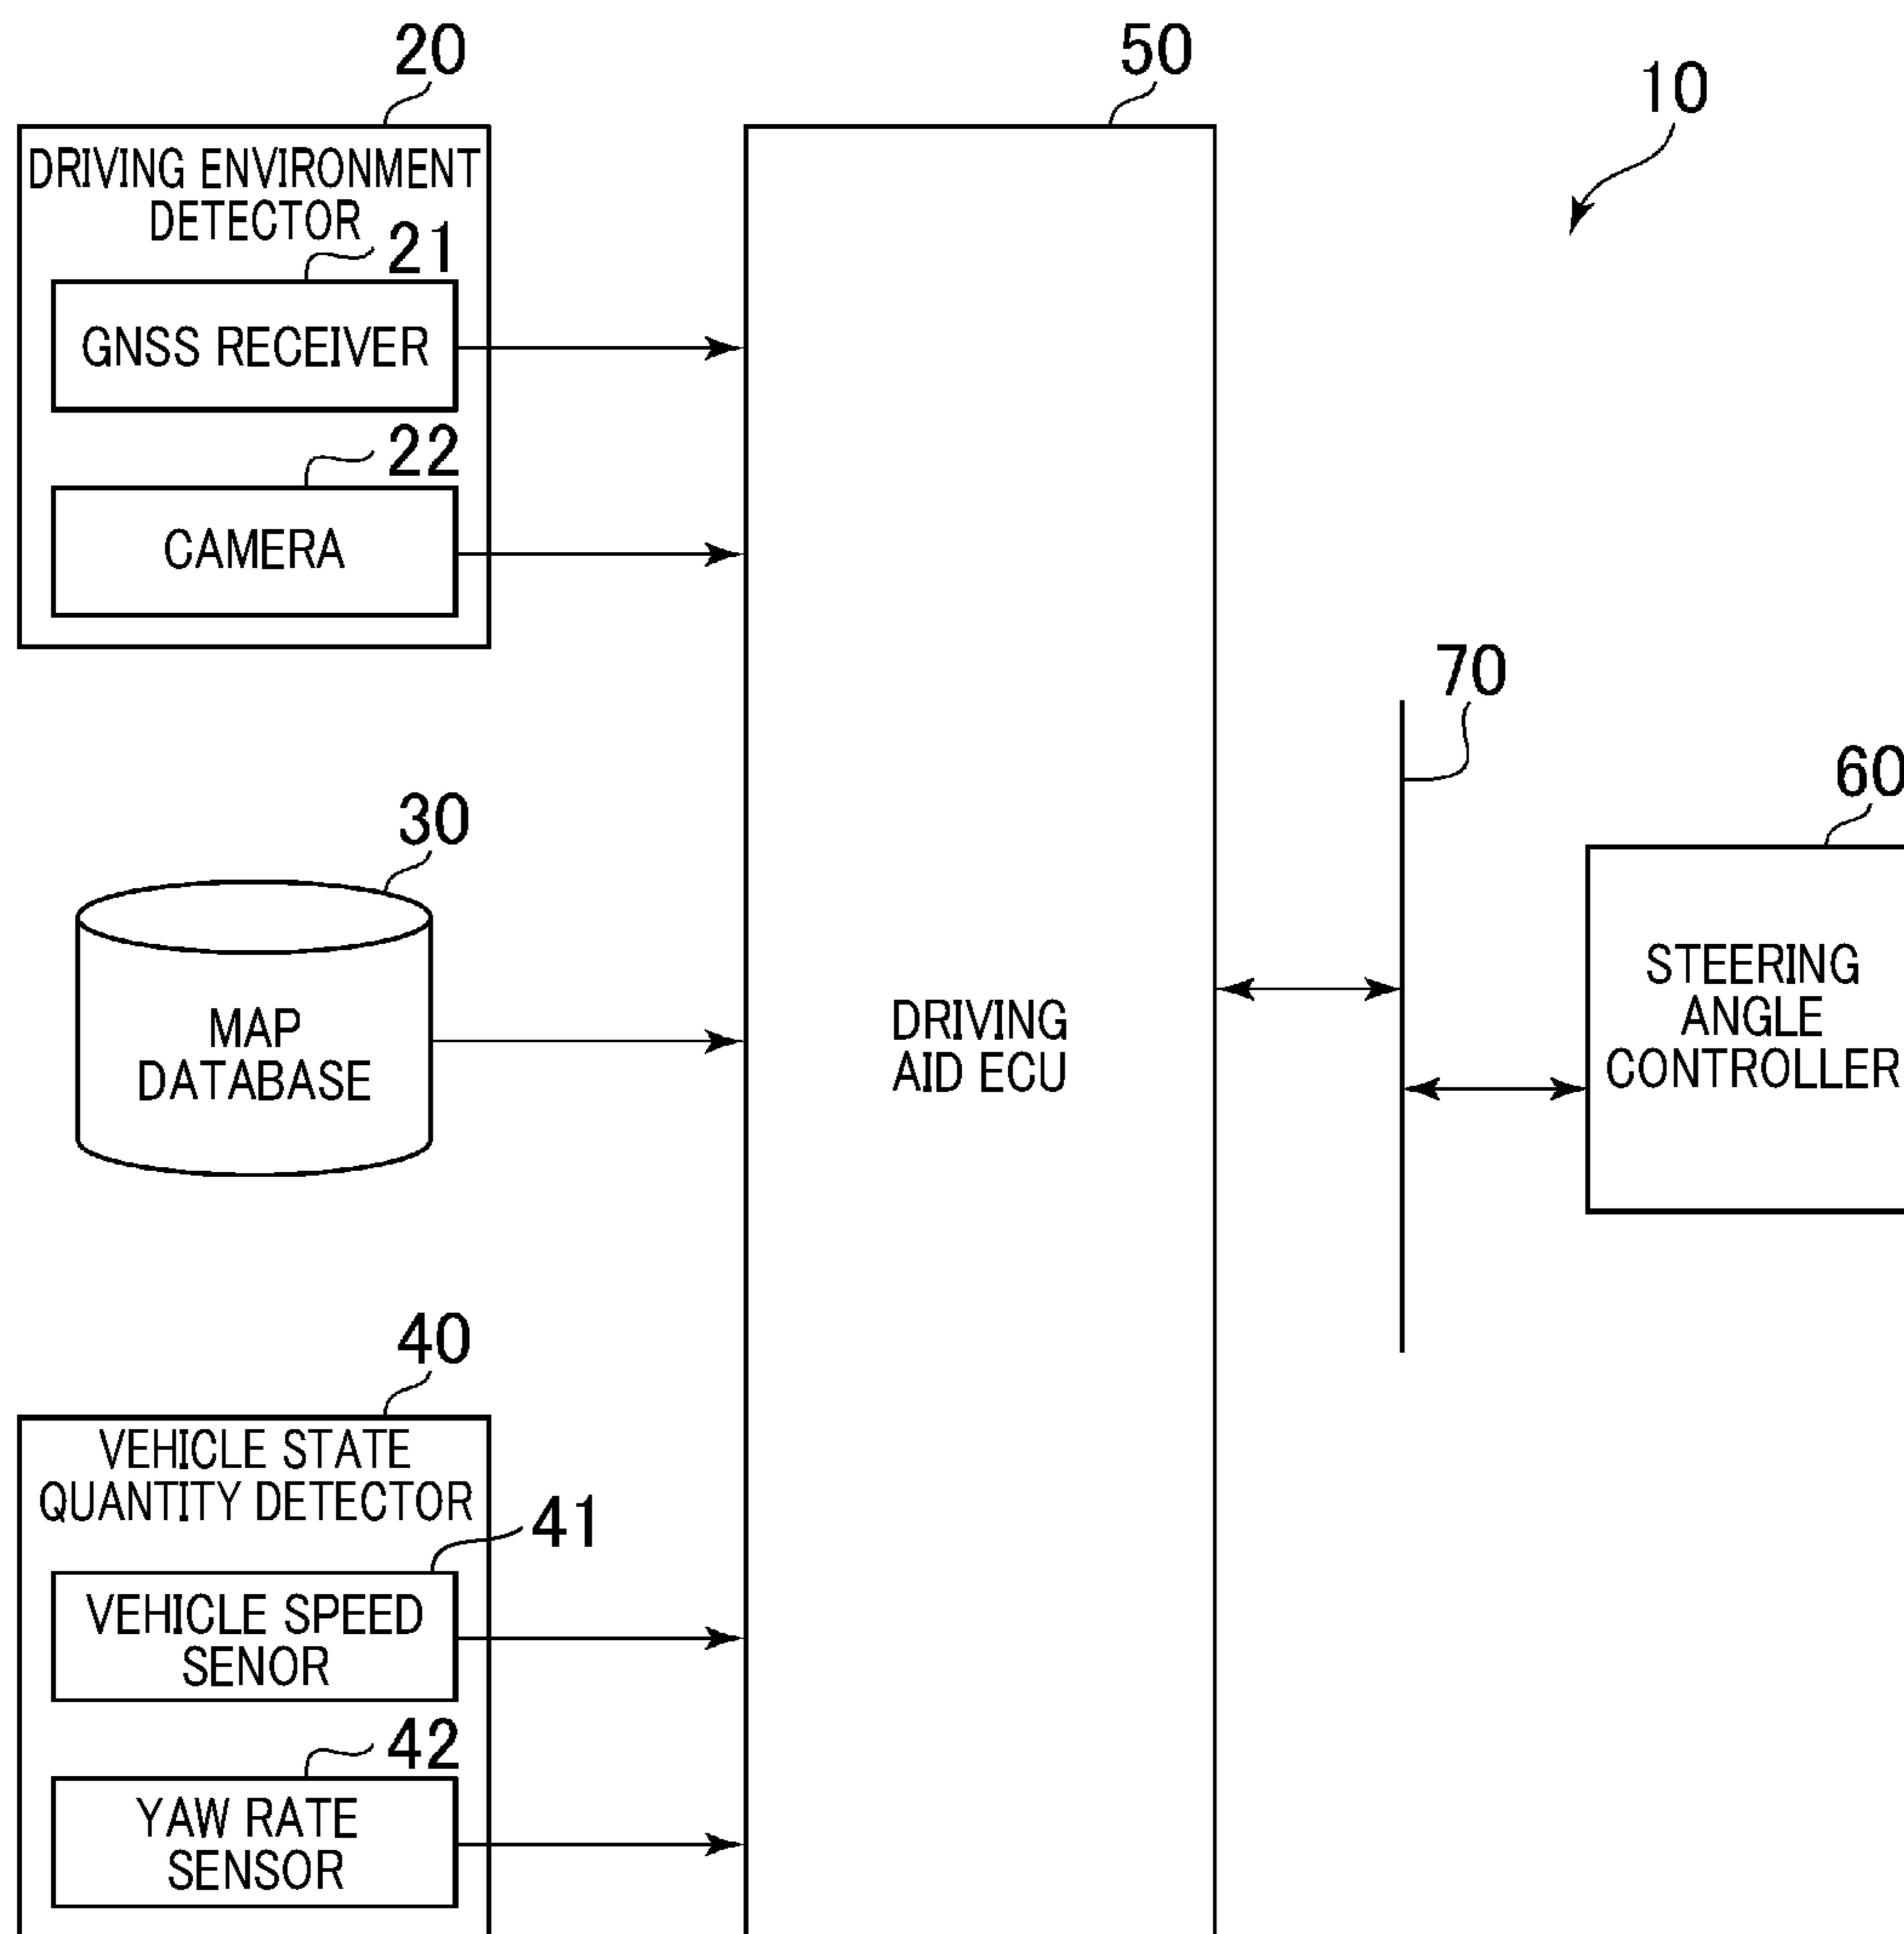 20
50
10
DRIVING ENVIRONMENT
DETECTOR
21
GNSS RECEIVER
22
CAMERA
70
60
30
MAP
DATABASE
DRIVING
AID ECU
STEERING
ANGLE
CONTROLLER
40
VEHICLE STATE
QUANTITY DETECTOR
41
VEHICLE SPEED
SENOR
42
YAW RATE
SENSOR